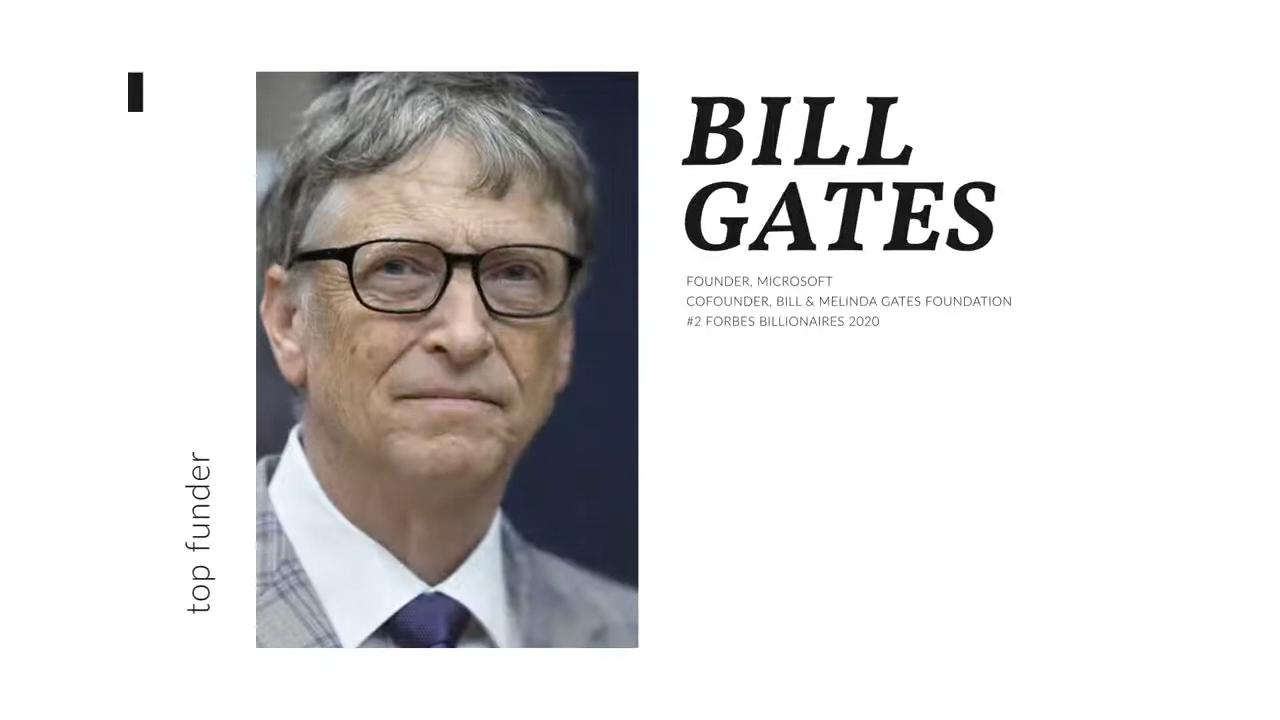 top funder
BILL
GATES
FOUNDER, MICROSOFT
COFOUNDER, BILL & MELINDA GATES FOUNDATION
#2 FORBES BILLIONAIRES 2020